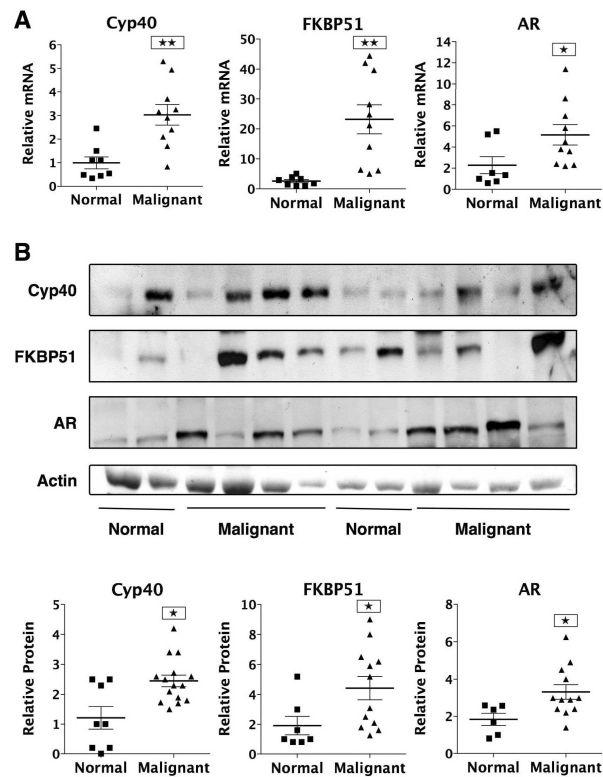 A
Cyp40
FKBP51
AR
★★
★★
★
Relative mRNA
6
5
4
3
2
1
0
Normal Malignant
Relative mRNA
50
40
30
20
10
0
Normal Malignant
Relative mRNA
14
12
10
8
6
4
2
0
Normal Malignant
B
Cyp40
FKBP51
AR
Actin
Normal Malignant Normal Malignant
Cyp40
FKBP51
AR
★
★
★
Relative Protein
5
4
3
2
1
0
Normal Malignant
Relative Protein
10
8
6
4
2
0
Normal Malignant
Relative Protein
8
6
4
2
0
Normal Malignant